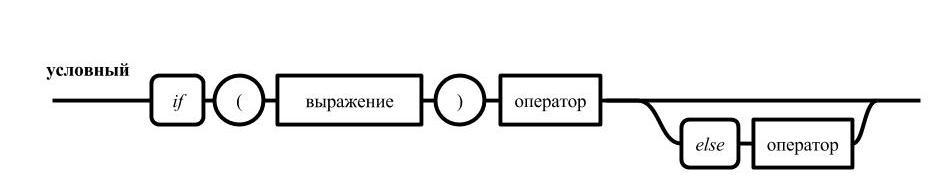 условный
if ( выражение ) оператор
else оператор